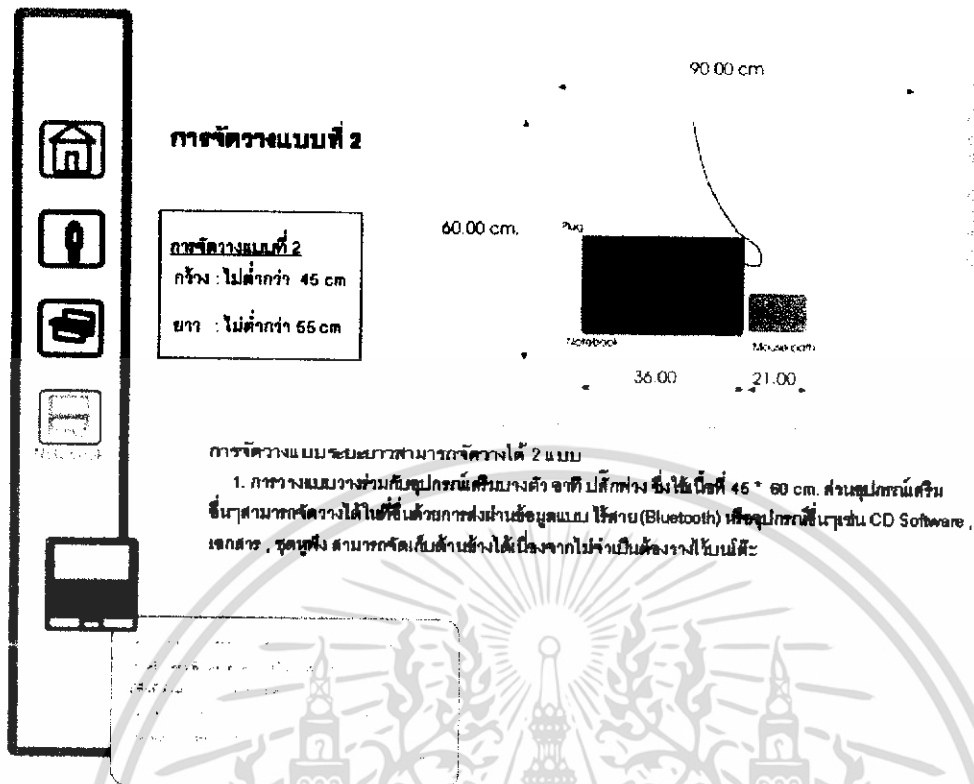 90.00 cm
การจัดวางแบบที่ 2
60.00 cm.
Plug
การจัดวางแบบที่ 2
กว้าง : ไม่ต่ำกว่า 45 cm
ยาว : ไม่ต่ำกว่า 55 cm
Notebook
Mouse path
36.00
21.00
การจัดวางแบบระยะยาวสามารถจัดวางได้ 2 แบบ
1. การวางแบบวางร่วมกับอุปกรณ์เสริมบางตัว อาทิ ปลั๊กพ่วง ซึ่งใช้เนื้อที่ 45 * 60 cm. ส่วนอุปกรณ์เสริม
อื่นๆสามารถจัดวางได้ในที่อื่นด้วยการส่งผ่านข้อมูลแบบ ไร้สาย (Bluetooth) หรืออุปกรณ์อื่นๆเช่น CD Software ,
เอกสาร , ชุดหูฟัง สามารถจัดเก็บด้านข้างได้เนื่องจากไม่จำเป็นต้องวางไว้บนโต๊ะ